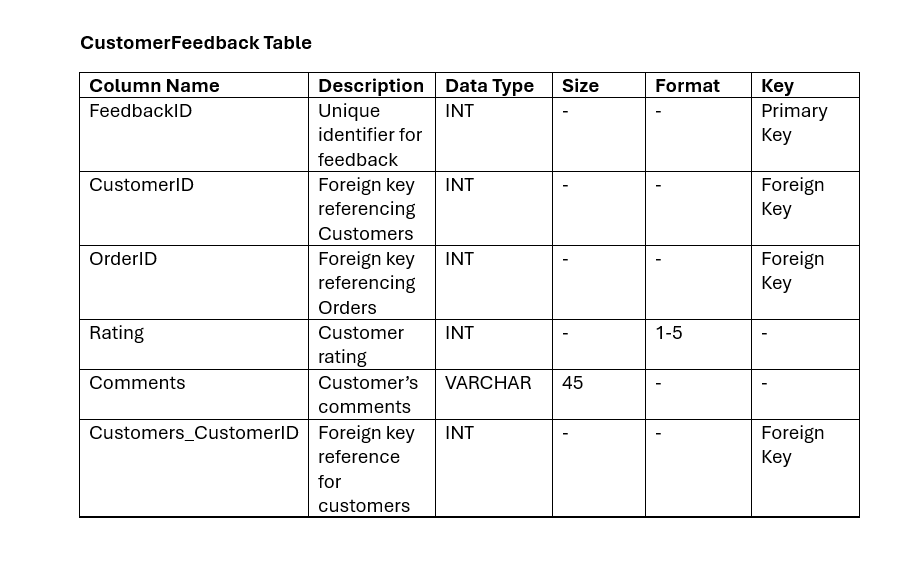 CustomerFeedback Table
Column Name Description Data Type Size Format Key
FeedbackID Unique INT - - Primary
identifier for Key
feedback
CustomerID Foreign key INT - - Foreign
referencing Key
Customers
OrderID Foreign key INT - - Foreign
referencing Key
Orders
Rating Customer INT - 1-5 -
rating
Comments Customer’s VARCHAR 45 - -
comments
Customers_CustomerID Foreign key INT - - Foreign
reference Key
for
customers